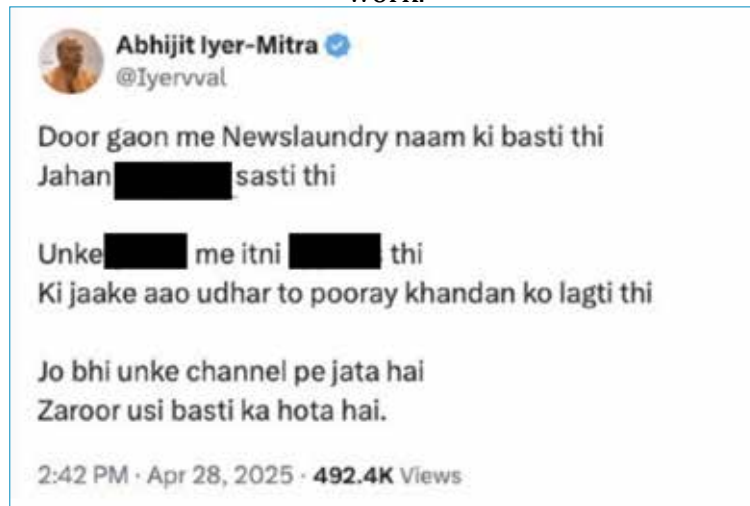 Abhijit Iyer-Mitra
@Iyervval
Door gaon me Newslaundry naam ki basti thi
Jahan sasti thi
Unke me itni thi
Ki jaake aao udhar to pooray khandan ko lagti thi
Jo bhi unke channel pe jata hai
Zaroor usi basti ka hota hai.
2:42 PM · Apr 28, 2025 · 492.4K Views